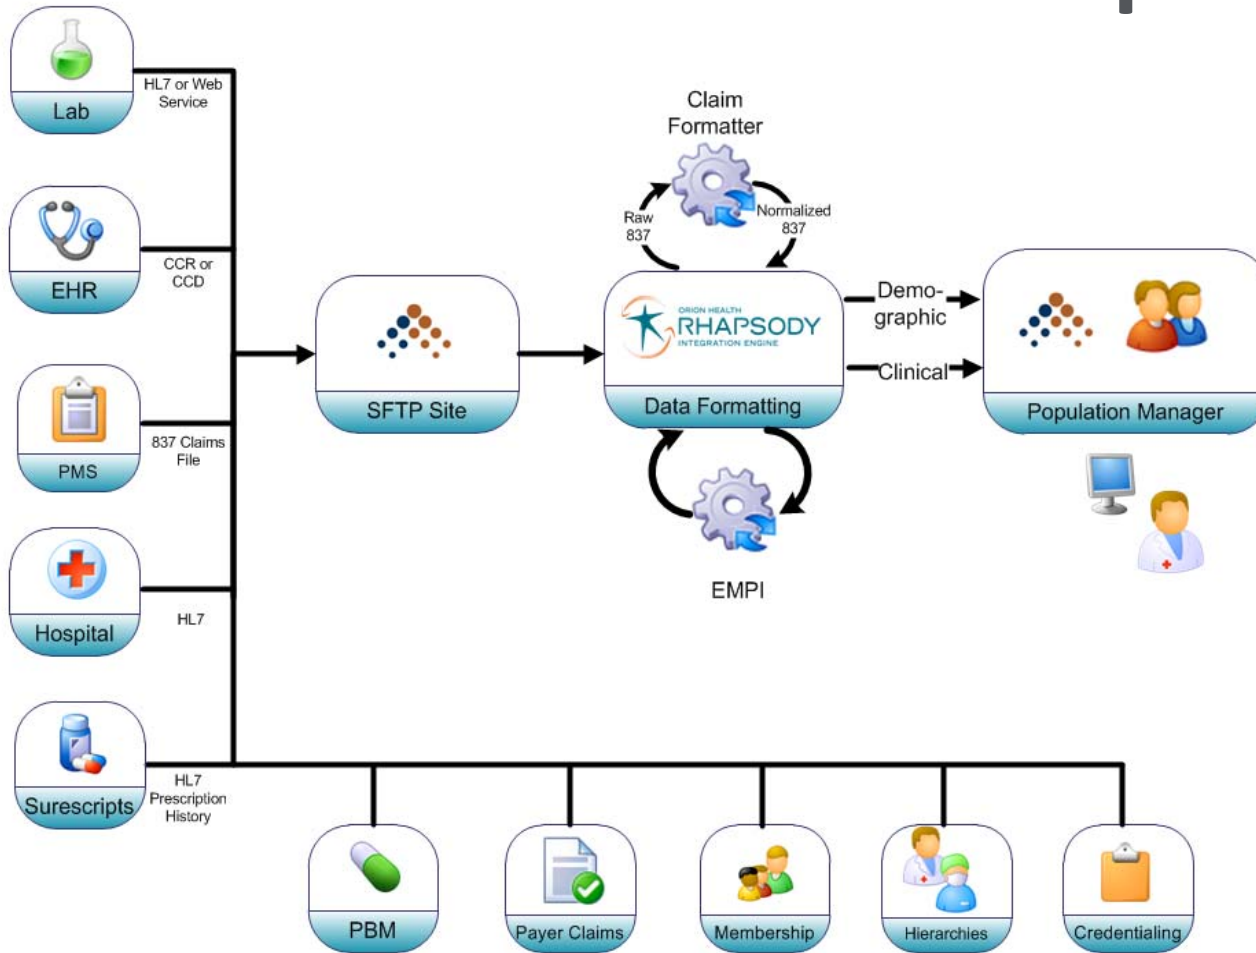 Lab
HL7 or Web
Service
EHR
CCR or
CCD
PMS
837 Claims
File
Hospital
HL7
Surescripts
HL7
Prescription
History
SFTP Site
Claim
Formatter
Raw
837
Normalized
837
ORION HEALTH
RHAPSODY
INTEGRATION ENGINE
Data Formatting
EMPI
Demo-
graphic
Clinical
Population Manager
PBM
Payer Claims
Membership
Hierarchies
Credentialing